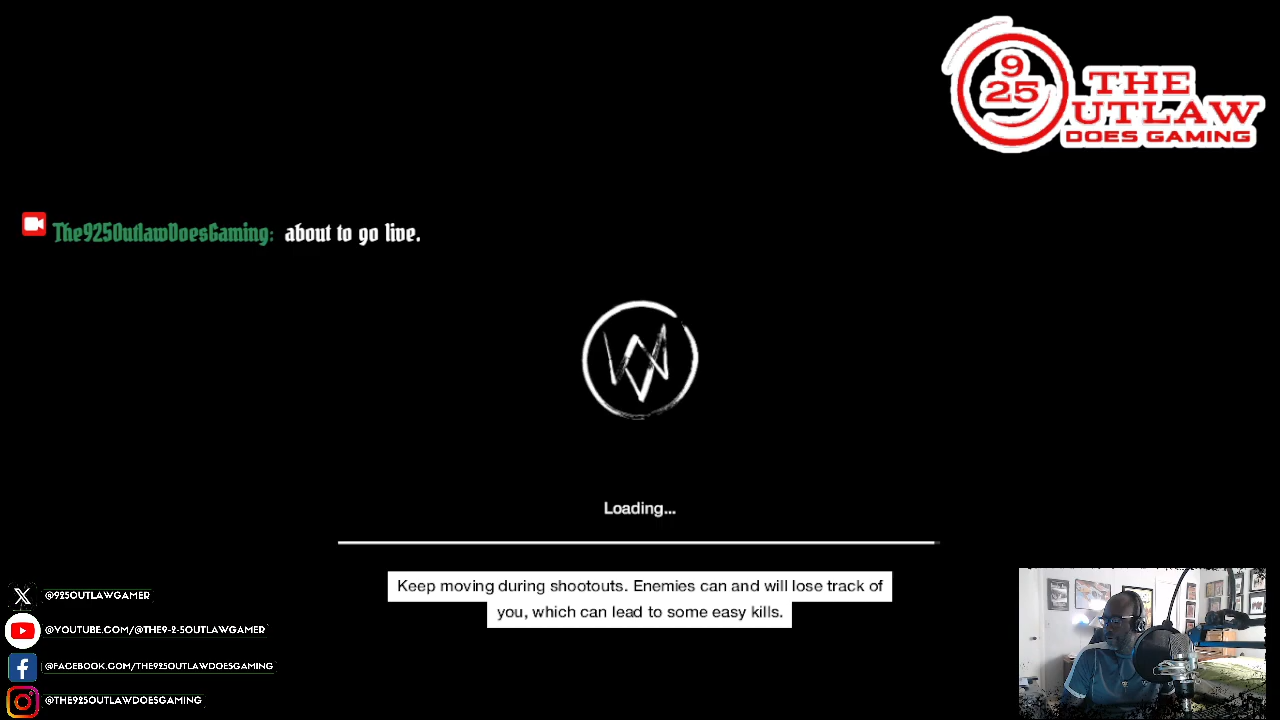 9
25
THE
OUTLAW
DOES GAMING
The925OutlawDoesGaming: about to go live.
Loading...
Keep moving during shootouts. Enemies can and will lose track of
you, which can lead to some easy kills.
@925OUTLAWGAMER
@YOUTUBE.COM/@THE9-2-5OUTLAWGAMER
@FACEBOOK.COM/THE925OUTLAWDOESGAMING
@THE925OUTLAWDOESGAMING